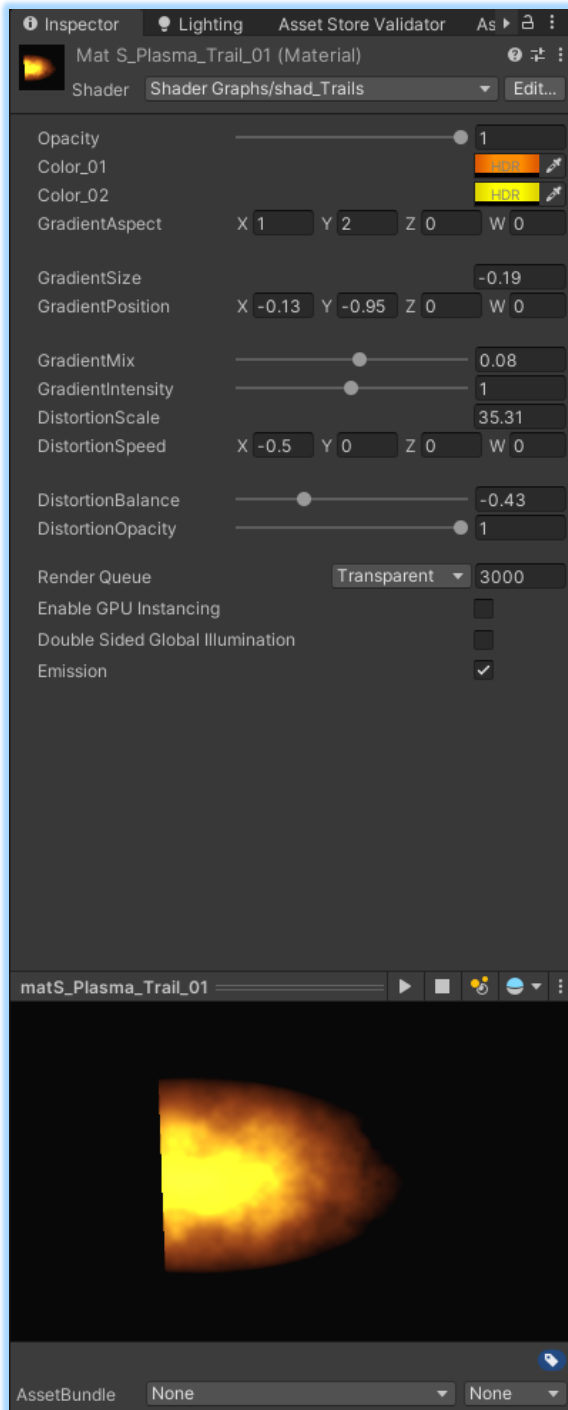 Inspector Lighting Asset Store Validator As
Mat S_Plasma_Trail_01 (Material)
Shader Shader Graphs/shad_Trails Edit...
Opacity 1
Color_01 HDR
Color_02 HDR
GradientAspect X 1 Y 2 Z 0 W 0
GradientSize -0.19
GradientPosition X -0.13 Y -0.95 Z 0 W 0
GradientMix 0.08
GradientIntensity 1
DistortionScale 35.31
DistortionSpeed X -0.5 Y 0 Z 0 W 0
DistortionBalance -0.43
DistortionOpacity 1
Render Queue Transparent 3000
Enable GPU Instancing
Double Sided Global Illumination
Emission
matS_Plasma_Trail_01
AssetBundle None None